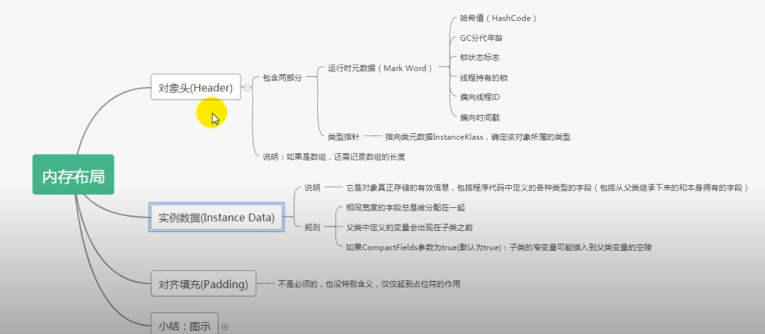 内存布局
对象头(Header)
包含两部分
运行时元数据（Mark Word）
哈希值（HashCode）
GC分代年龄
锁状态标志
线程持有的锁
偏向线程ID
偏向时间戳
类型指针
指向类元数据InstanceKlass，确定该对象所属的类型
说明：如果是数组，还需记录数组的长度
实例数据(Instance Data)
说明
它是对象真正存储的有效信息，包括程序代码中定义的各种类型的字段（包括从父类继承下来的和本身拥有的字段）
规则
相同宽度的字段总是被分配在一起
父类中定义的变量会出现在子类之前
如果CompactFields参数为true(默认为true)：子类的窄变量可能插入到父类变量的空隙
对齐填充(Padding)
不是必须的，也没特别含义，仅仅起到占位符的作用
小结：图示